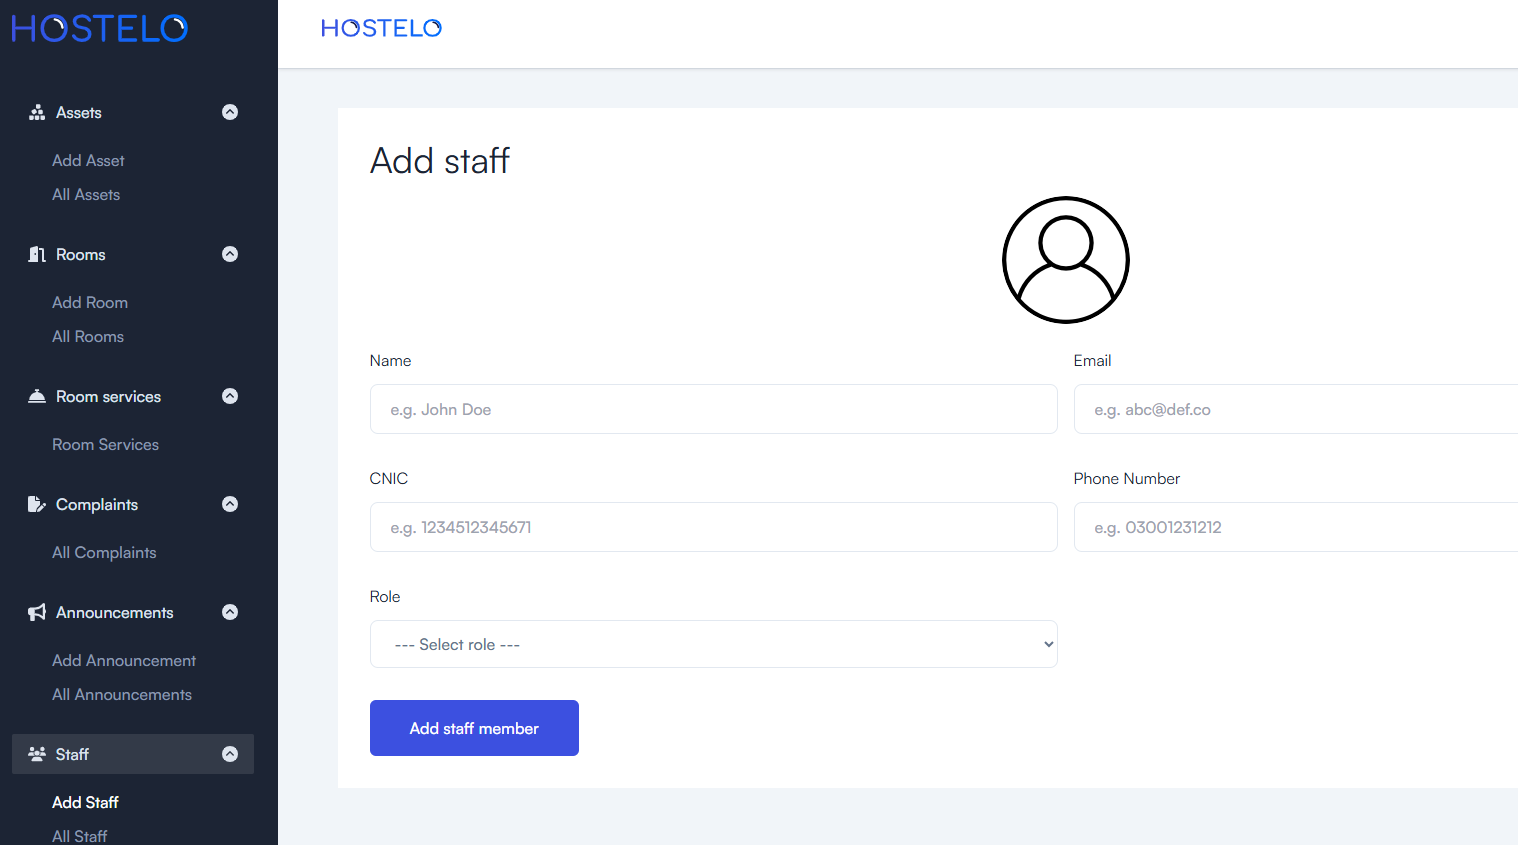 HOSTELO
Assets
Add Asset
All Assets
Rooms
Add Room
All Rooms
Room services
Room Services
Complaints
All Complaints
Announcements
Add Announcement
All Announcements
Staff
Add Staff
All Staff
HOSTELO
Add staff
Name
Email
e.g. John Doe
e.g. abc@def.co
CNIC
Phone Number
e.g. 1234512345671
e.g. 03001231212
Role
--- Select role ---
Add staff member